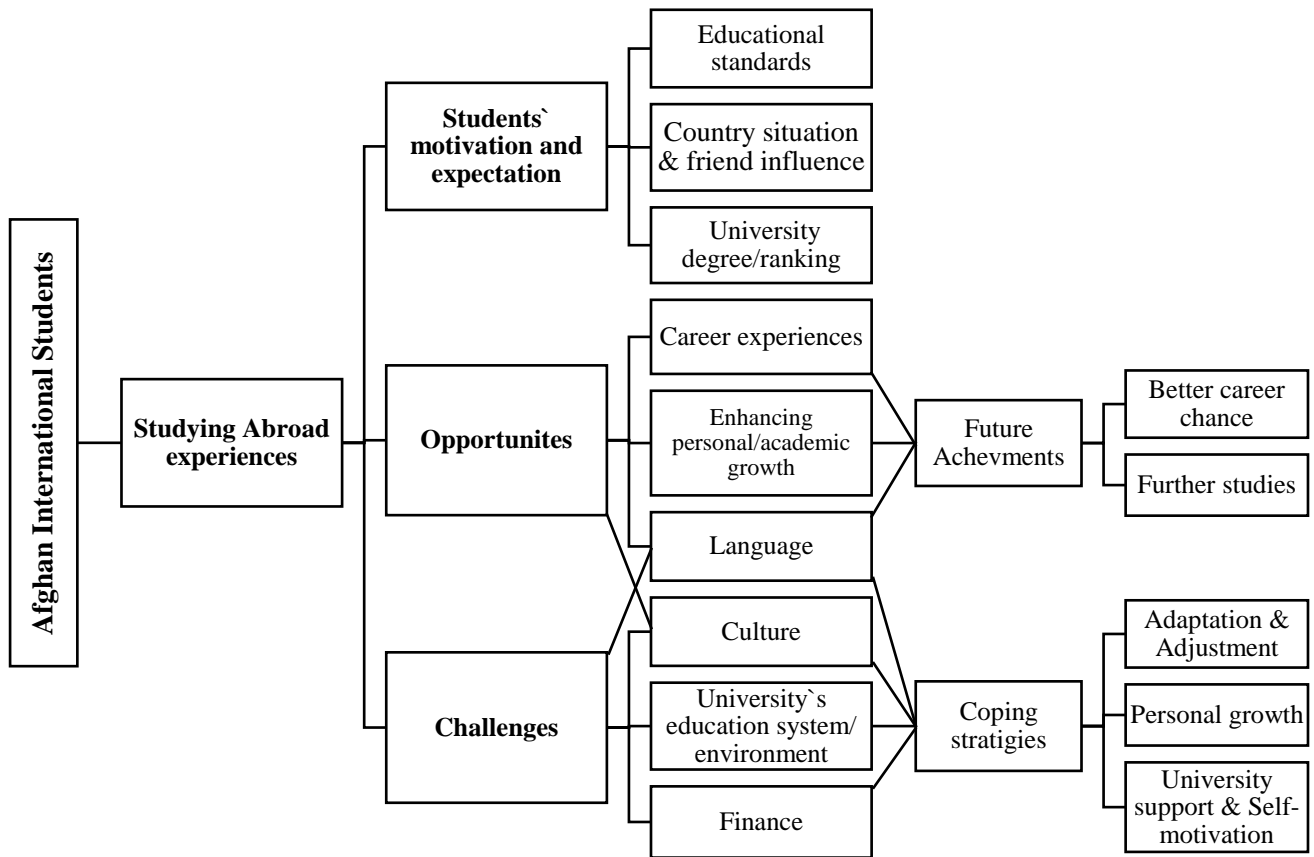 Afghan International Students
Studying Abroad
experiences
Students`
motivation and
expectation
Opportunites
Challenges
Educational
standards
Country situation
& friend influence
University
degree/ranking
Career experiences
Enhancing
personal/academic
growth
Language
Culture
University`s
education system/
environment
Finance
Future
Achevments
Coping
stratigies
Better career
chance
Further studies
Adaptation &
Adjustment
Personal growth
University
support & Self-
motivation